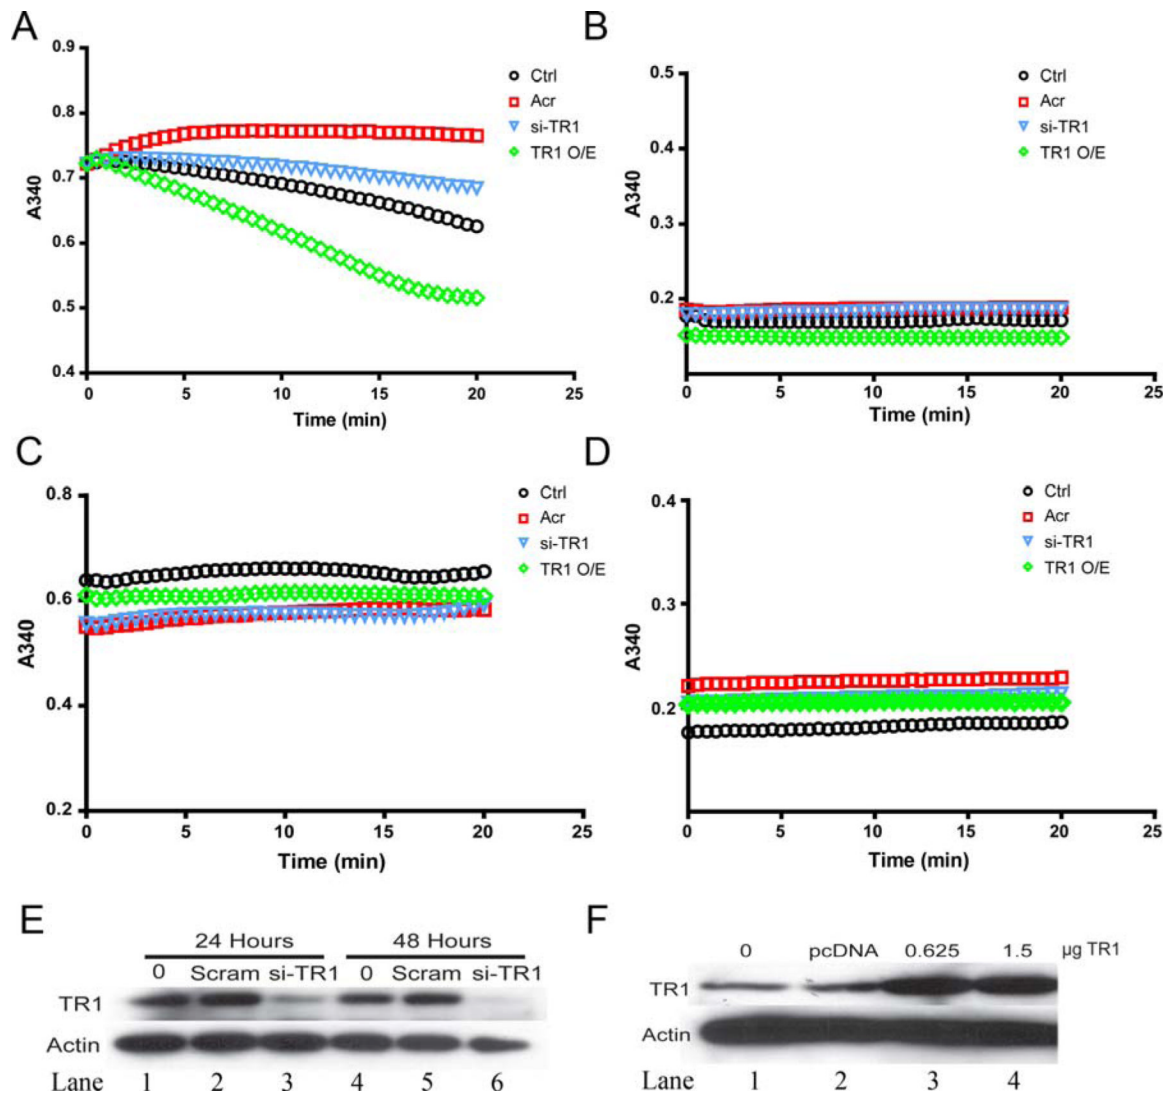 A
0.9
0.8
0.7
0.6
0.5
0.4
A340
0 5 10 15 20 25
Time (min)
Ctrl
Acr
si-TR1
TR1 O/E
B
0.5
0.4
0.3
0.2
A340
0 5 10 15 20 25
Time (min)
Ctrl
Acr
si-TR1
TR1 O/E
C
0.8
0.6
0.4
0.2
A340
0 5 10 15 20 25
Time (min)
Ctrl
Acr
si-TR1
TR1 O/E
D
0.4
0.3
0.2
A340
0 5 10 15 20 25
Time (min)
Ctrl
Acr
si-TR1
TR1 O/E
E
24 Hours 48 Hours
0 Scram si-TR1 0 Scram si-TR1
TR1
Actin
Lane 1 2 3 4 5 6
F
0 pcDNA 0.625 1.5 µg TR1
TR1
Actin
Lane 1 2 3 4